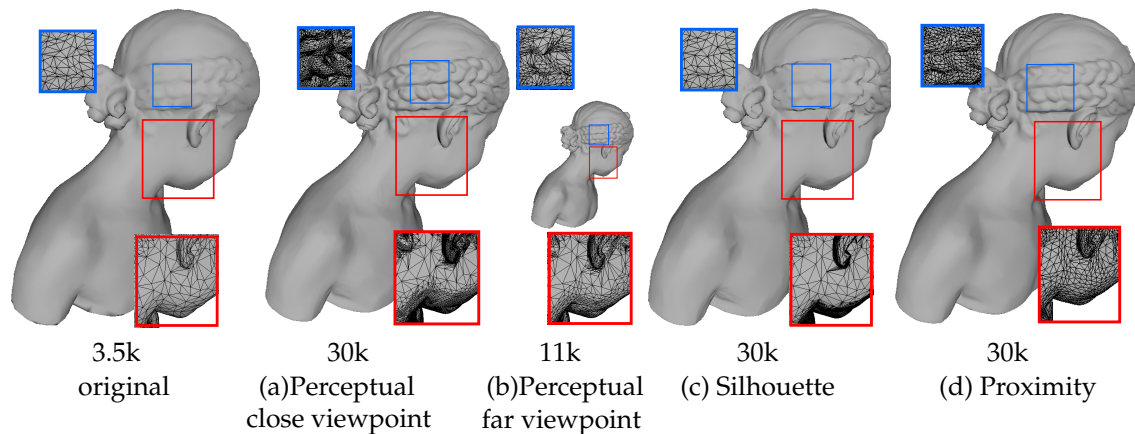 3.5k
original
30k
(a)Perceptual
close viewpoint
11k
(b)Perceptual
far viewpoint
30k
(c) Silhouette
30k
(d) Proximity